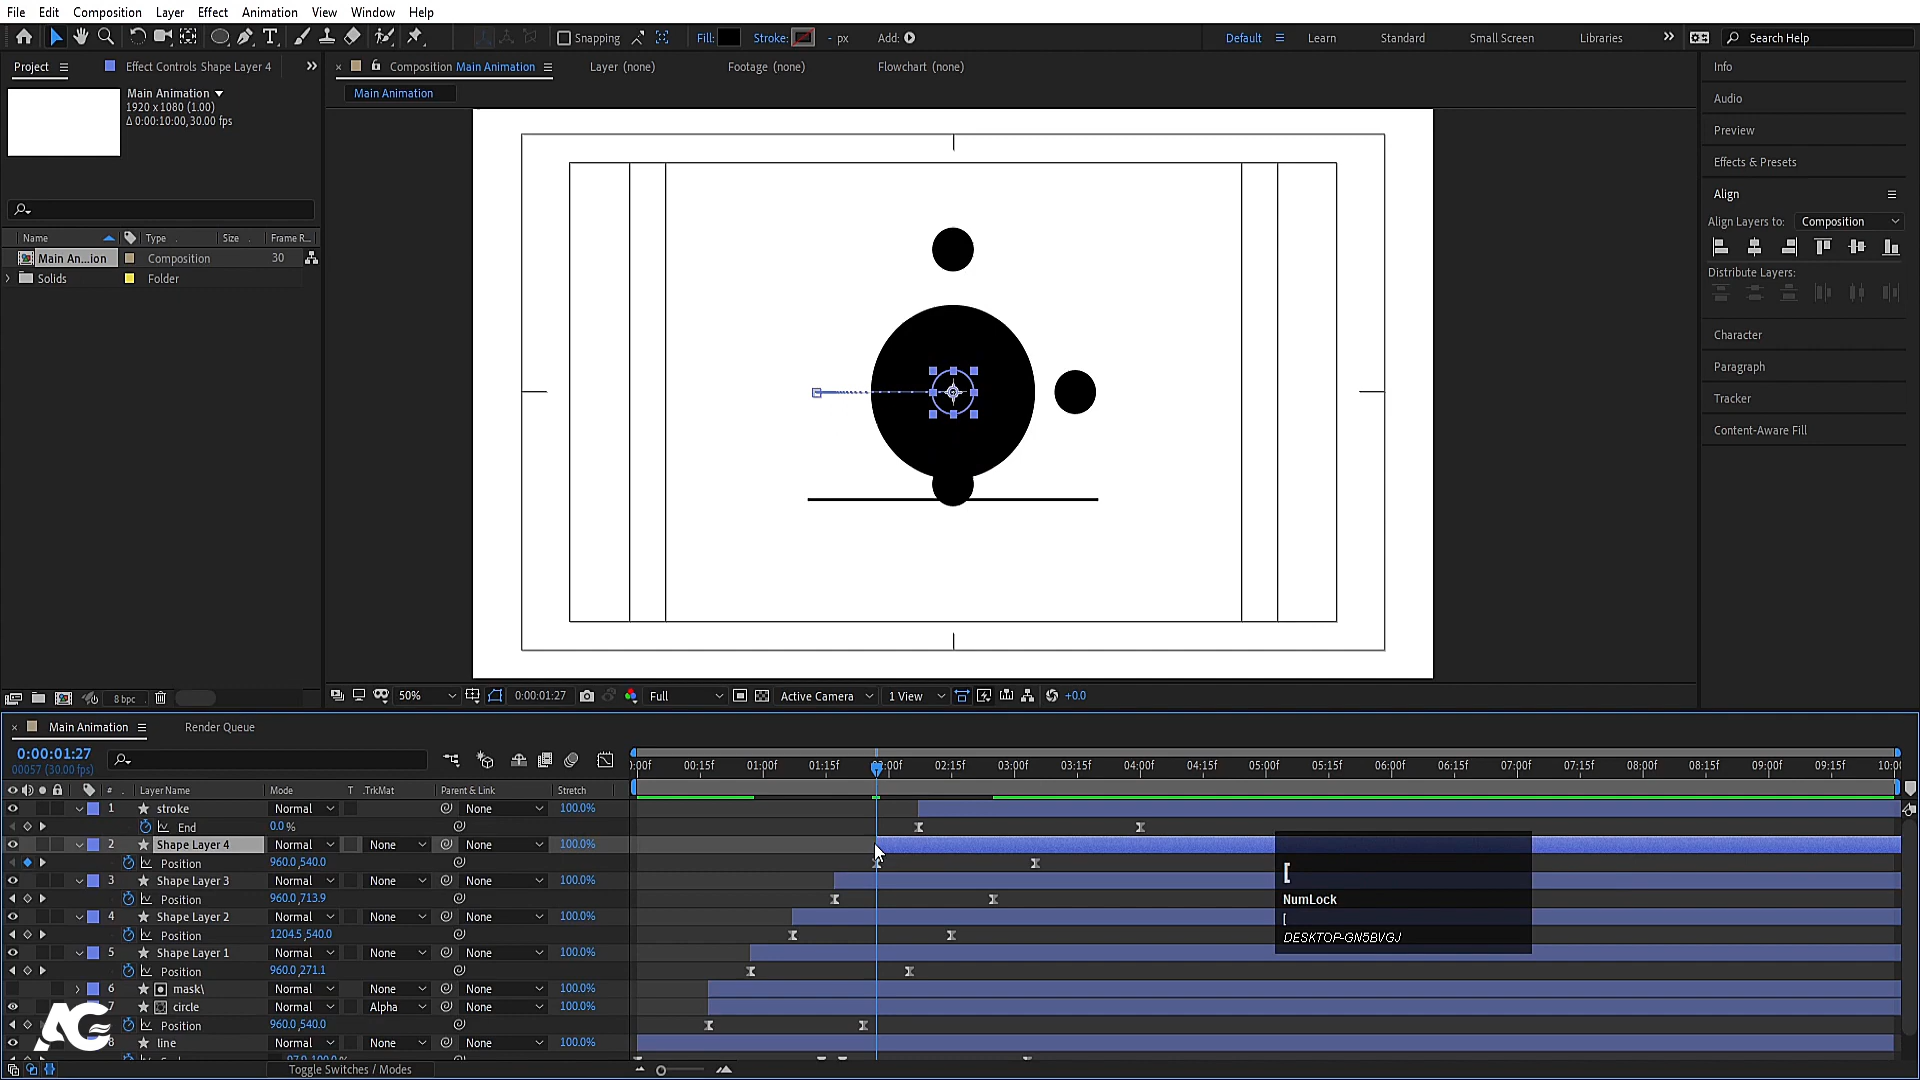 File Edit Composition Layer Effect Animation View Window Help
Snapping Fill: Stroke: - px Add: Default Learn Standard Small Screen Libraries Search Help
Project Effect Controls Shape Layer 4
Composition Main Animation Layer (none) Footage (none) Flowchart (none)
Main Animation
Main Animation
1920 x 1080 (1.00)
Δ 0:00:10:00, 30.00 fps
Name Type Size Frame R...
Main An...ion Composition 30
Solids Folder
Info
Audio
Preview
Effects & Presets
Align
Align Layers to: Composition
Distribute Layers:
Character
Paragraph
Tracker
Content-Aware Fill
8 bpc
50% 0:00:01:27 Full Active Camera 1 View +0.0
Main Animation Render Queue
0:00:01:27
00057 (30.00 fps)
):00f 00:15f 01:00f 01:15f 02:00f 02:15f 03:00f 03:15f 04:00f 04:15f 05:00f 05:15f 06:00f 06:15f 07:00f 07:15f 08:00f 08:15f 09:00f 09:15f 10:0(
# Layer Name Mode T .TrkMat Parent & Link Stretch
1 stroke Normal None 100.0%
End 0.0 %
2 Shape Layer 4 Normal None None 100.0%
Position 960.0,540.0
3 Shape Layer 3 Normal None None 100.0%
Position 960.0,713.9
4 Shape Layer 2 Normal None None 100.0%
Position 1204.5,540.0
5 Shape Layer 1 Normal None None 100.0%
Position 960.0,271.1
6 mask\ Normal None None 100.0%
7 circle Normal Alpha None 100.0%
Position 960.0,540.0
8 line Normal None None 100.0%
Toggle Switches / Modes
[
NumLock
[
DESKTOP-GN5BVGJ
AG